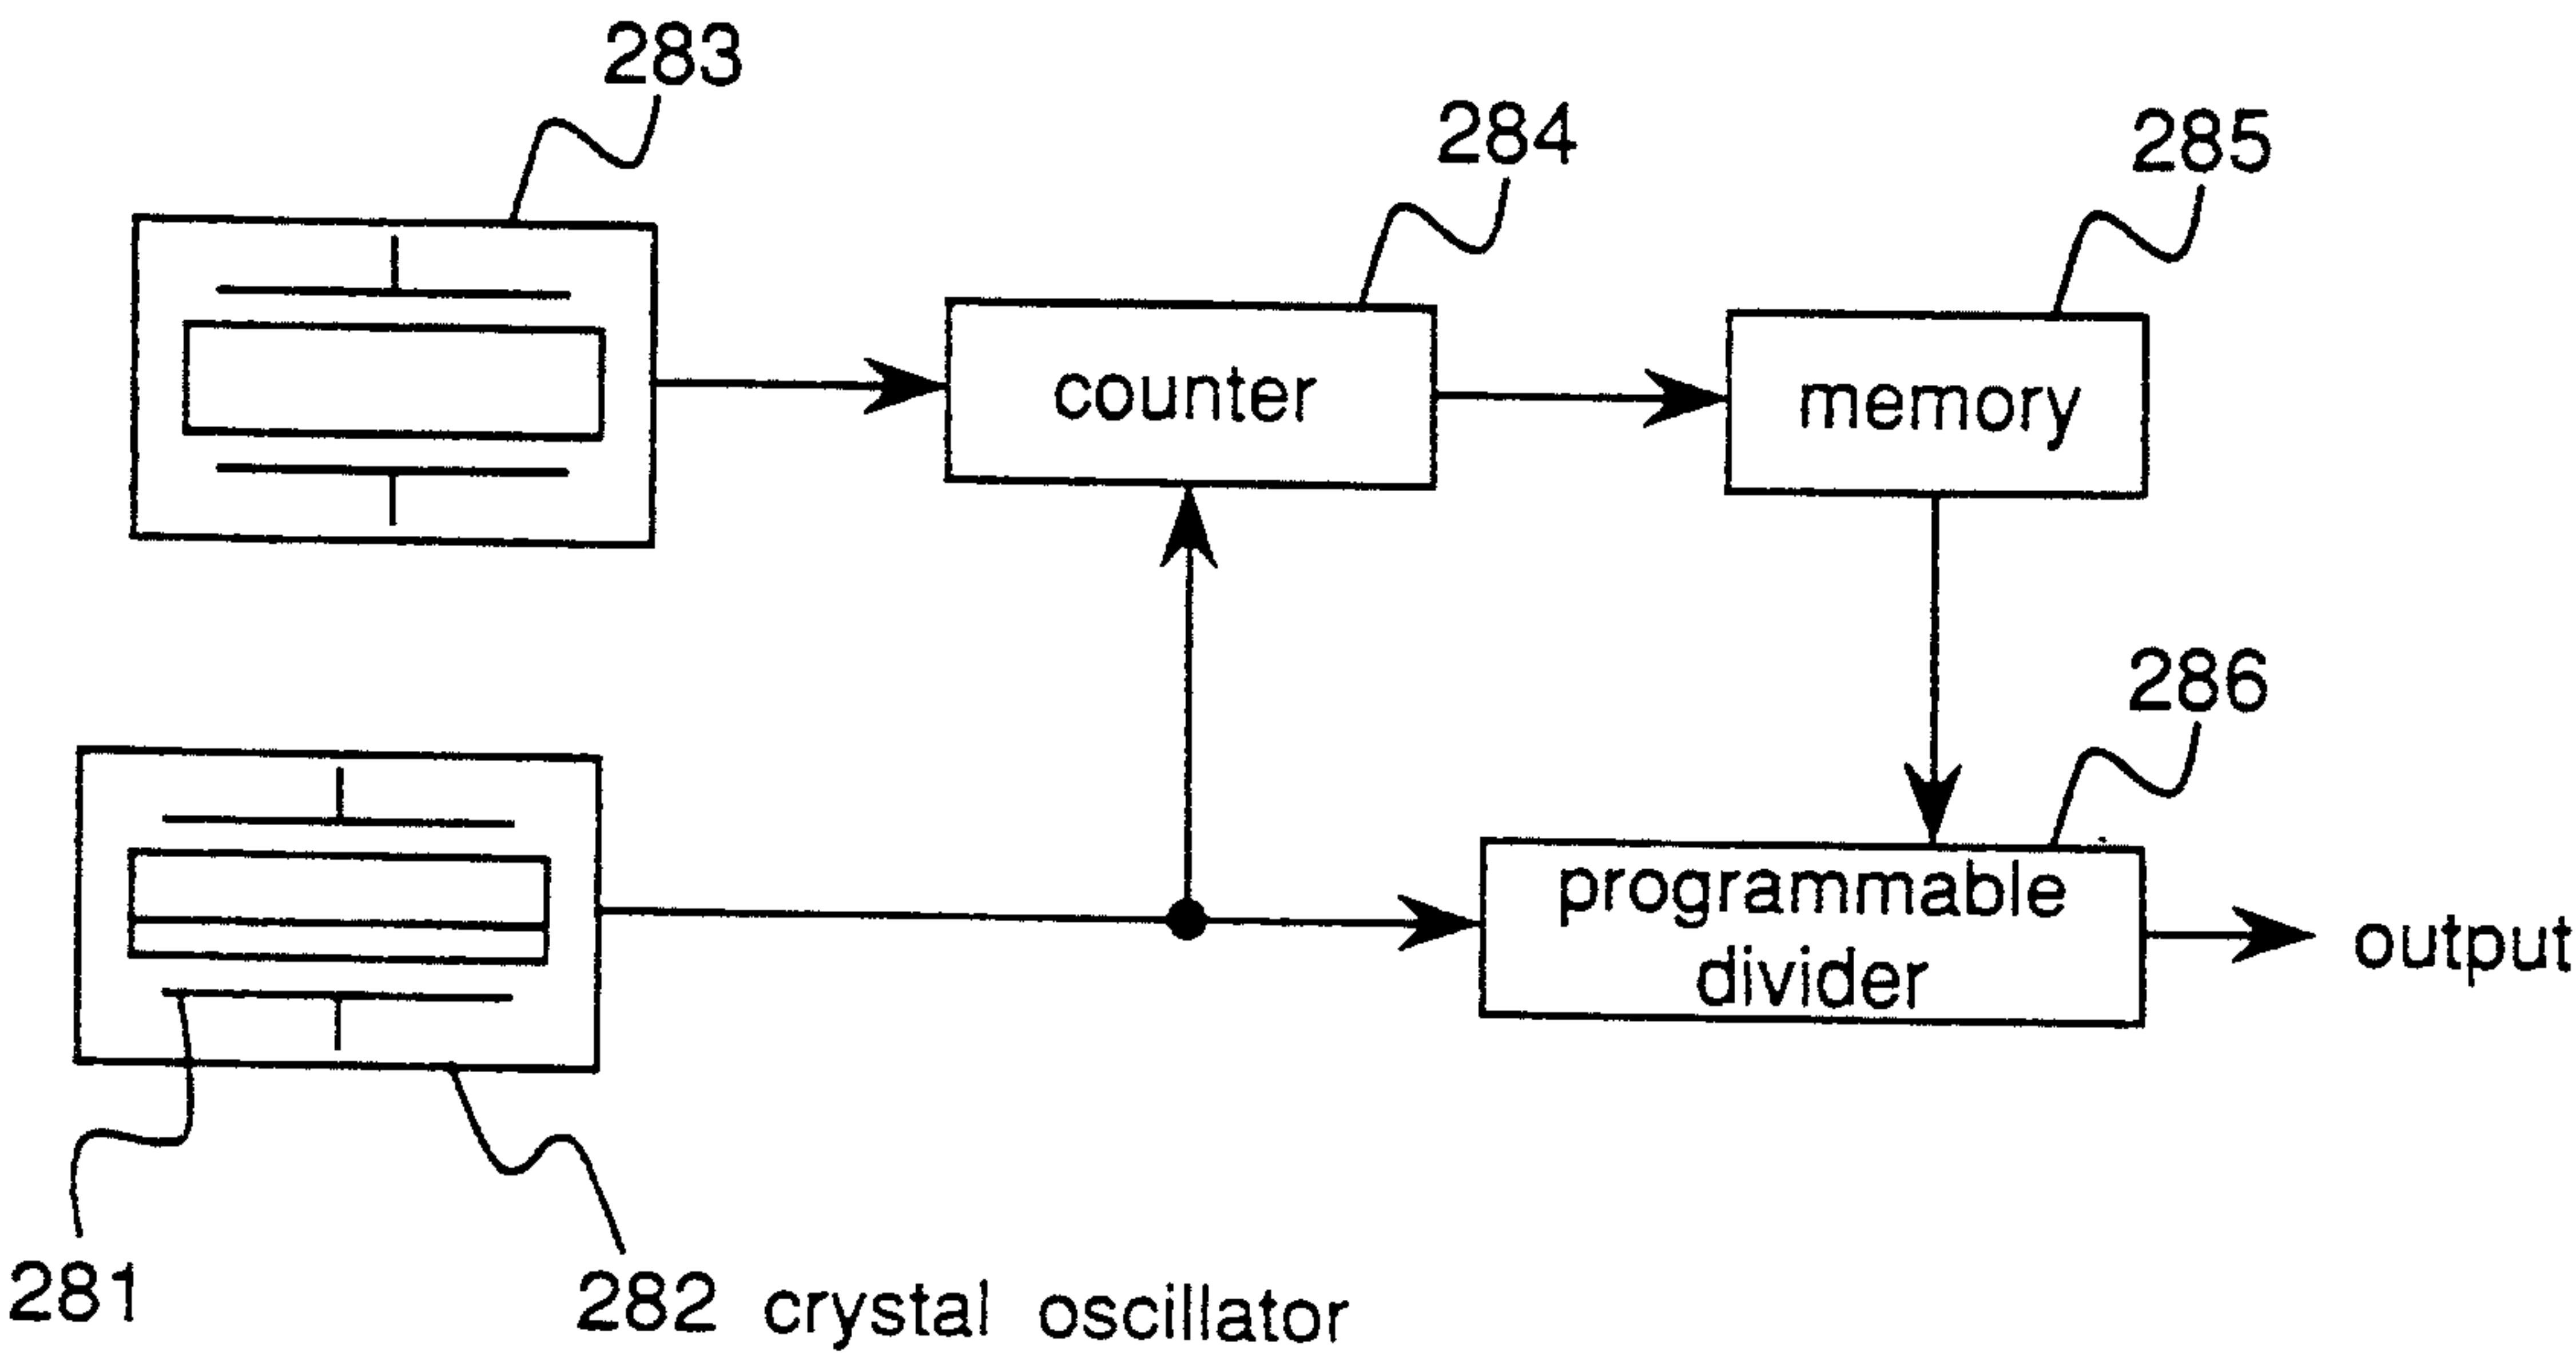 283
284
285
counter
memory
286
programmable
divider
output
281
282 crystal oscillator